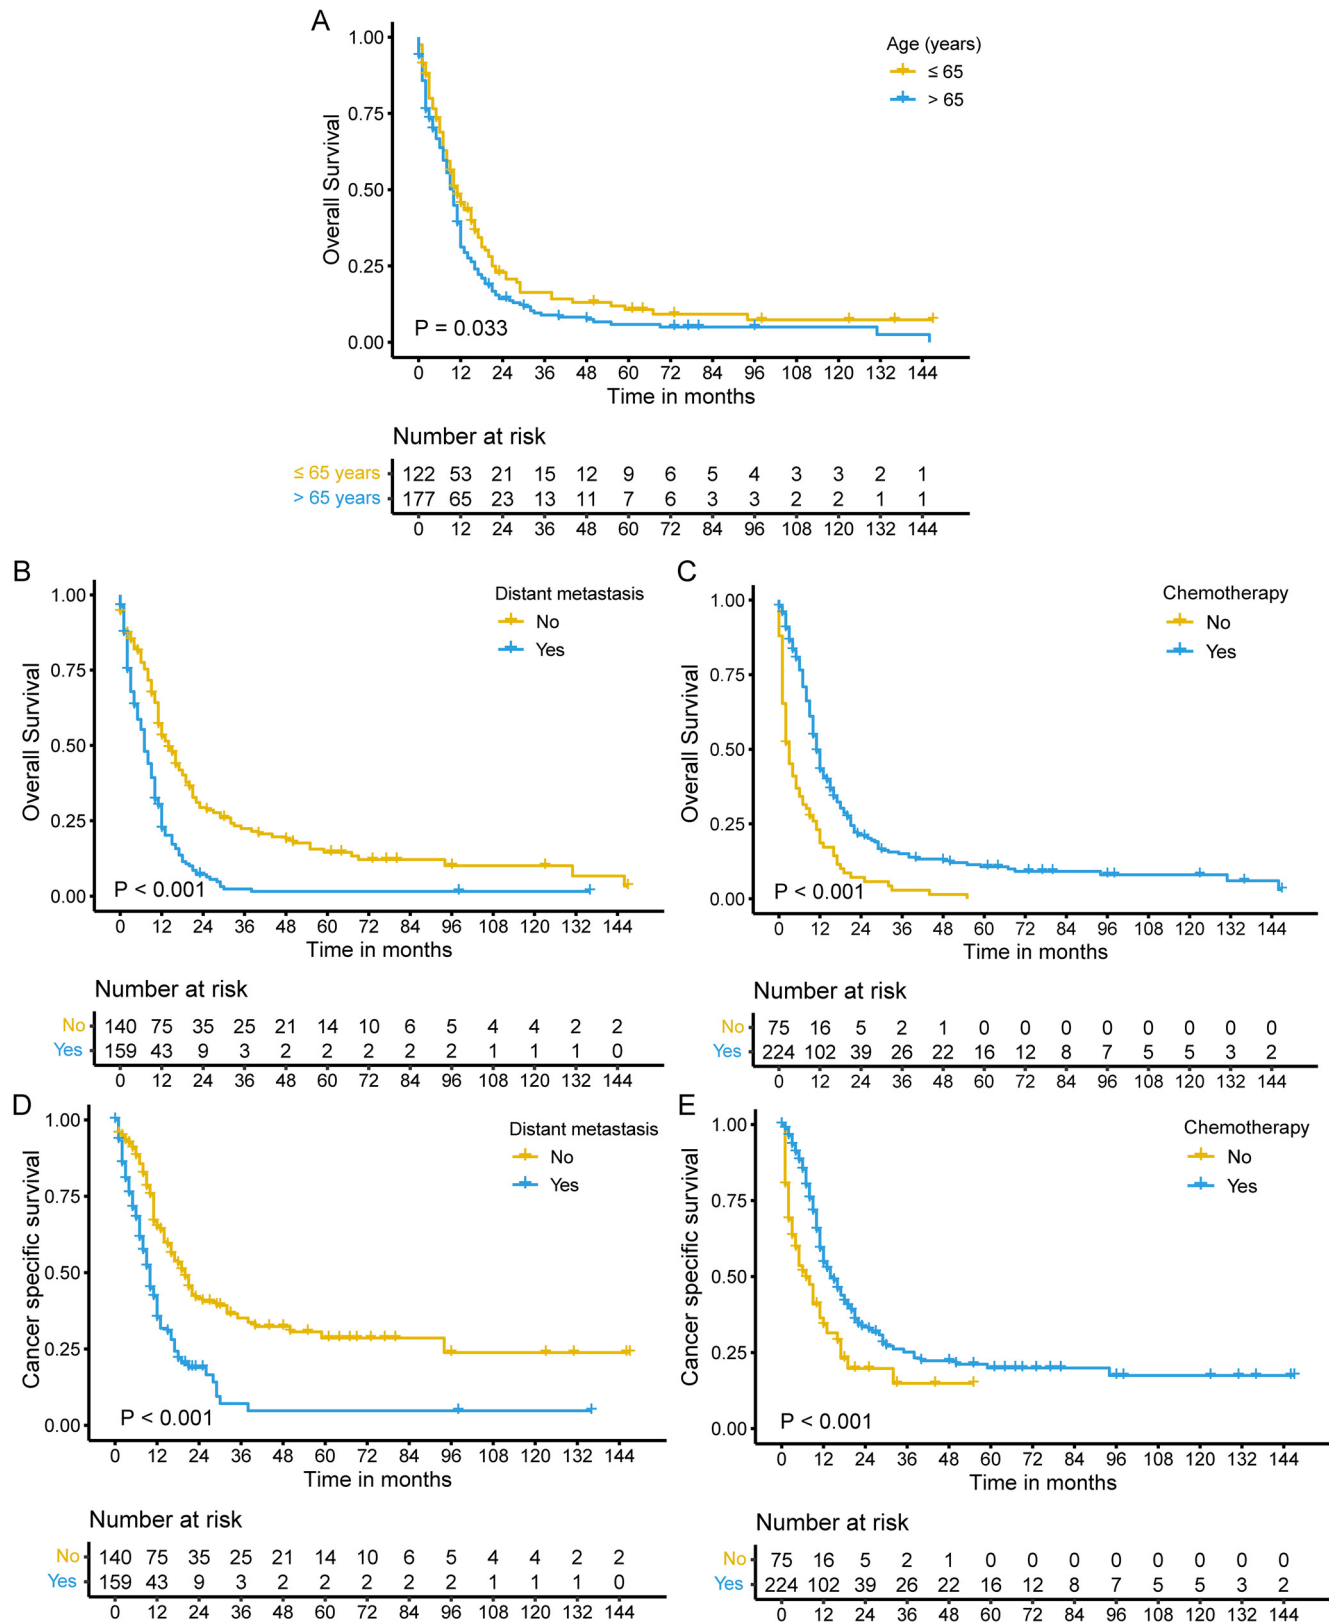 A
Age (years)
≤ 65
> 65
1.00
0.75
0.50
0.25
0.00
Overall Survival
P = 0.033
0 12 24 36 48 60 72 84 96 108 120 132 144
Time in months
Number at risk
≤ 65 years 122 53 21 15 12 9 6 5 4 3 3 2 1
> 65 years 177 65 23 13 11 7 6 3 3 2 2 1 1
0 12 24 36 48 60 72 84 96 108 120 132 144
B
Distant metastasis
No
Yes
1.00
0.75
0.50
0.25
0.00
Overall Survival
P < 0.001
0 12 24 36 48 60 72 84 96 108 120 132 144
Time in months
Number at risk
No 140 75 35 25 21 14 10 6 5 4 4 2 2
Yes 159 43 9 3 2 2 2 2 2 1 1 1 0
0 12 24 36 48 60 72 84 96 108 120 132 144
C
Chemotherapy
No
Yes
1.00
0.75
0.50
0.25
0.00
Overall Survival
P < 0.001
0 12 24 36 48 60 72 84 96 108 120 132 144
Time in months
Number at risk
No 75 16 5 2 1 0 0 0 0 0 0 0 0
Yes 224 102 39 26 22 16 12 8 7 5 5 3 2
0 12 24 36 48 60 72 84 96 108 120 132 144
D
Distant metastasis
No
Yes
1.00
0.75
0.50
0.25
0.00
Cancer specific survival
P < 0.001
0 12 24 36 48 60 72 84 96 108 120 132 144
Time in months
Number at risk
No 140 75 35 25 21 14 10 6 5 4 4 2 2
Yes 159 43 9 3 2 2 2 2 2 1 1 1 0
0 12 24 36 48 60 72 84 96 108 120 132 144
E
Chemotherapy
No
Yes
1.00
0.75
0.50
0.25
0.00
Cancer specific survival
P < 0.001
0 12 24 36 48 60 72 84 96 108 120 132 144
Time in months
Number at risk
No 75 16 5 2 1 0 0 0 0 0 0 0 0
Yes 224 102 39 26 22 16 12 8 7 5 5 3 2
0 12 24 36 48 60 72 84 96 108 120 132 144